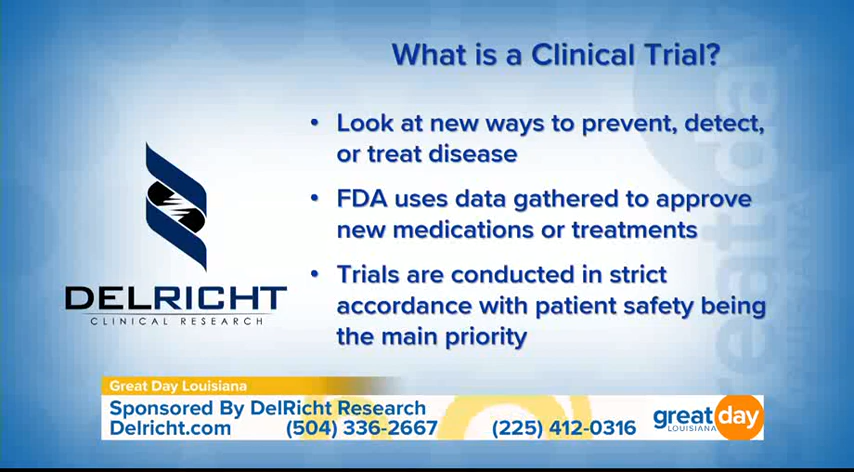 What is a Clinical Trial?
• Look at new ways to prevent, detect,
or treat disease
• FDA uses data gathered to approve
new medications or treatments
• Trials are conducted in strict
accordance with patient safety being
the main priority
DELRICHT
CLINICAL RESEARCH
great day
LOUISIANA
Great Day Louisiana
Sponsored By DelRicht Research
Delricht.com (504) 336-2667 (225) 412-0316
great day
LOUISIANA